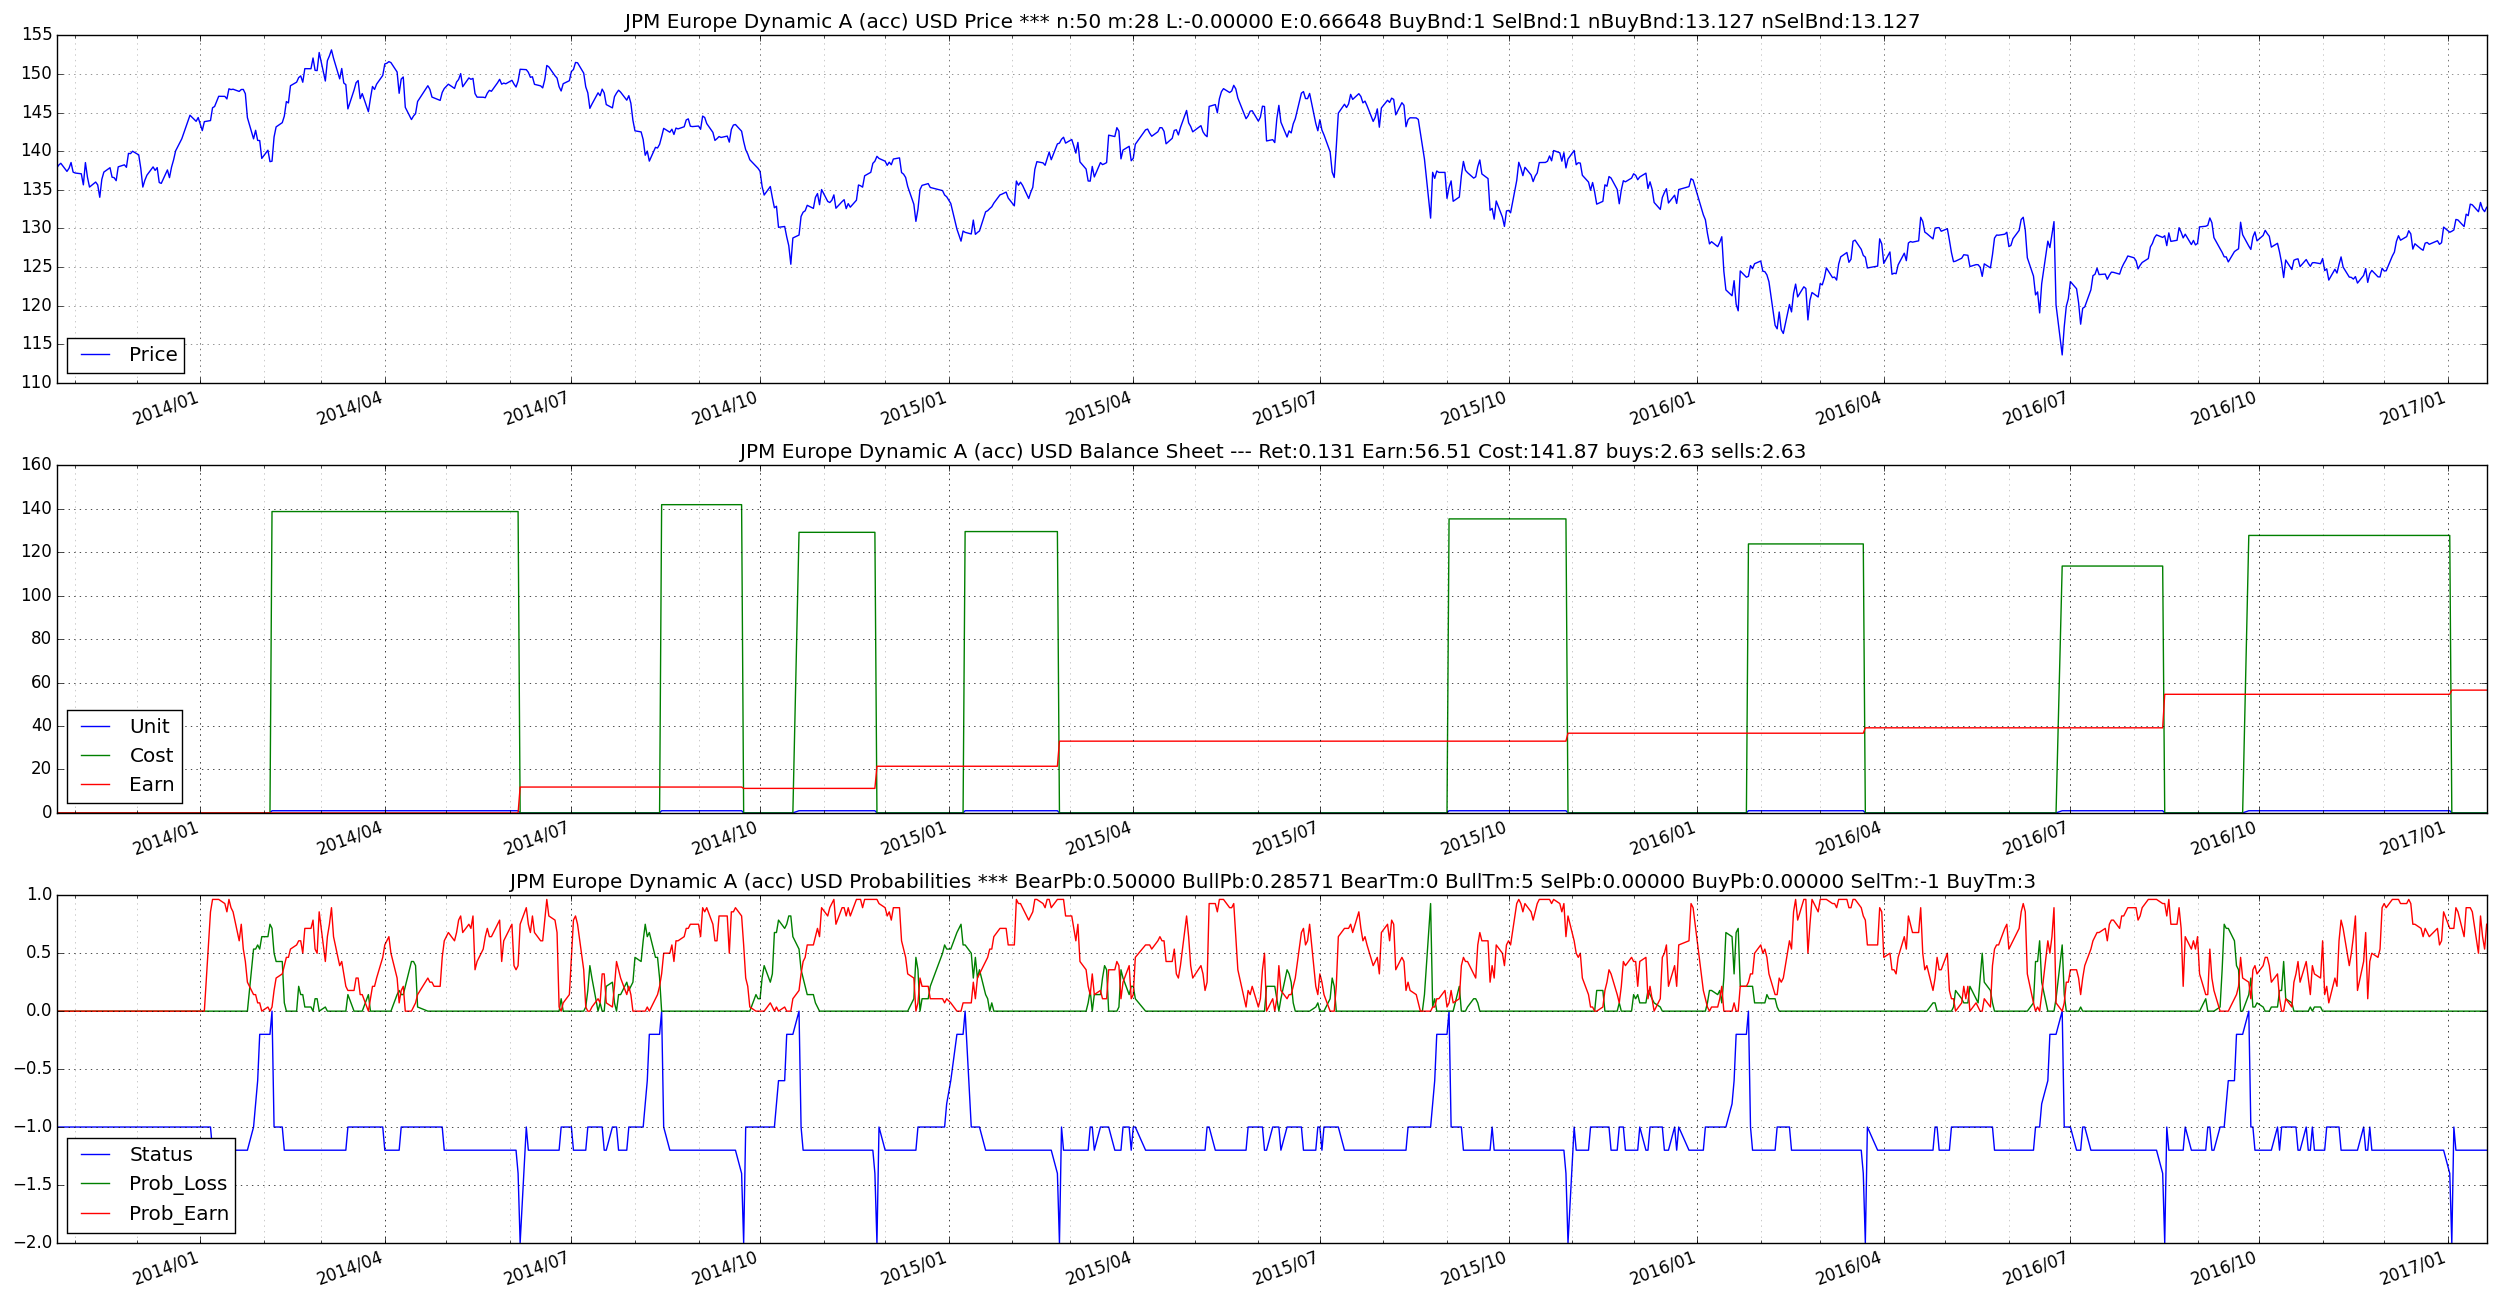 JPM Europe Dynamic A (acc) USD Price *** n:50 m:28 L:-0.00000 E:0.66648 BuyBnd:1 SelBnd:1 nBuyBnd:13.127 nSelBnd:13.127
155
150
145
140
135
130
125
120
115
110
Price
2014/01 2014/04 2014/07 2014/10 2015/01 2015/04 2015/07 2015/10 2016/01 2016/04 2016/07 2016/10 2017/01
JPM Europe Dynamic A (acc) USD Balance Sheet --- Ret:0.131 Earn:56.51 Cost:141.87 buys:2.63 sells:2.63
160
140
120
100
80
60
40
20
0
Unit
Cost
Earn
2014/01 2014/04 2014/07 2014/10 2015/01 2015/04 2015/07 2015/10 2016/01 2016/04 2016/07 2016/10 2017/01
JPM Europe Dynamic A (acc) USD Probabilities *** BearPb:0.50000 BullPb:0.28571 BearTm:0 BullTm:5 SelPb:0.00000 BuyPb:0.00000 SelTm:-1 BuyTm:3
1.0
0.5
0.0
−0.5
−1.0
−1.5
−2.0
Status
Prob_Loss
Prob_Earn
2014/01 2014/04 2014/07 2014/10 2015/01 2015/04 2015/07 2015/10 2016/01 2016/04 2016/07 2016/10 2017/01